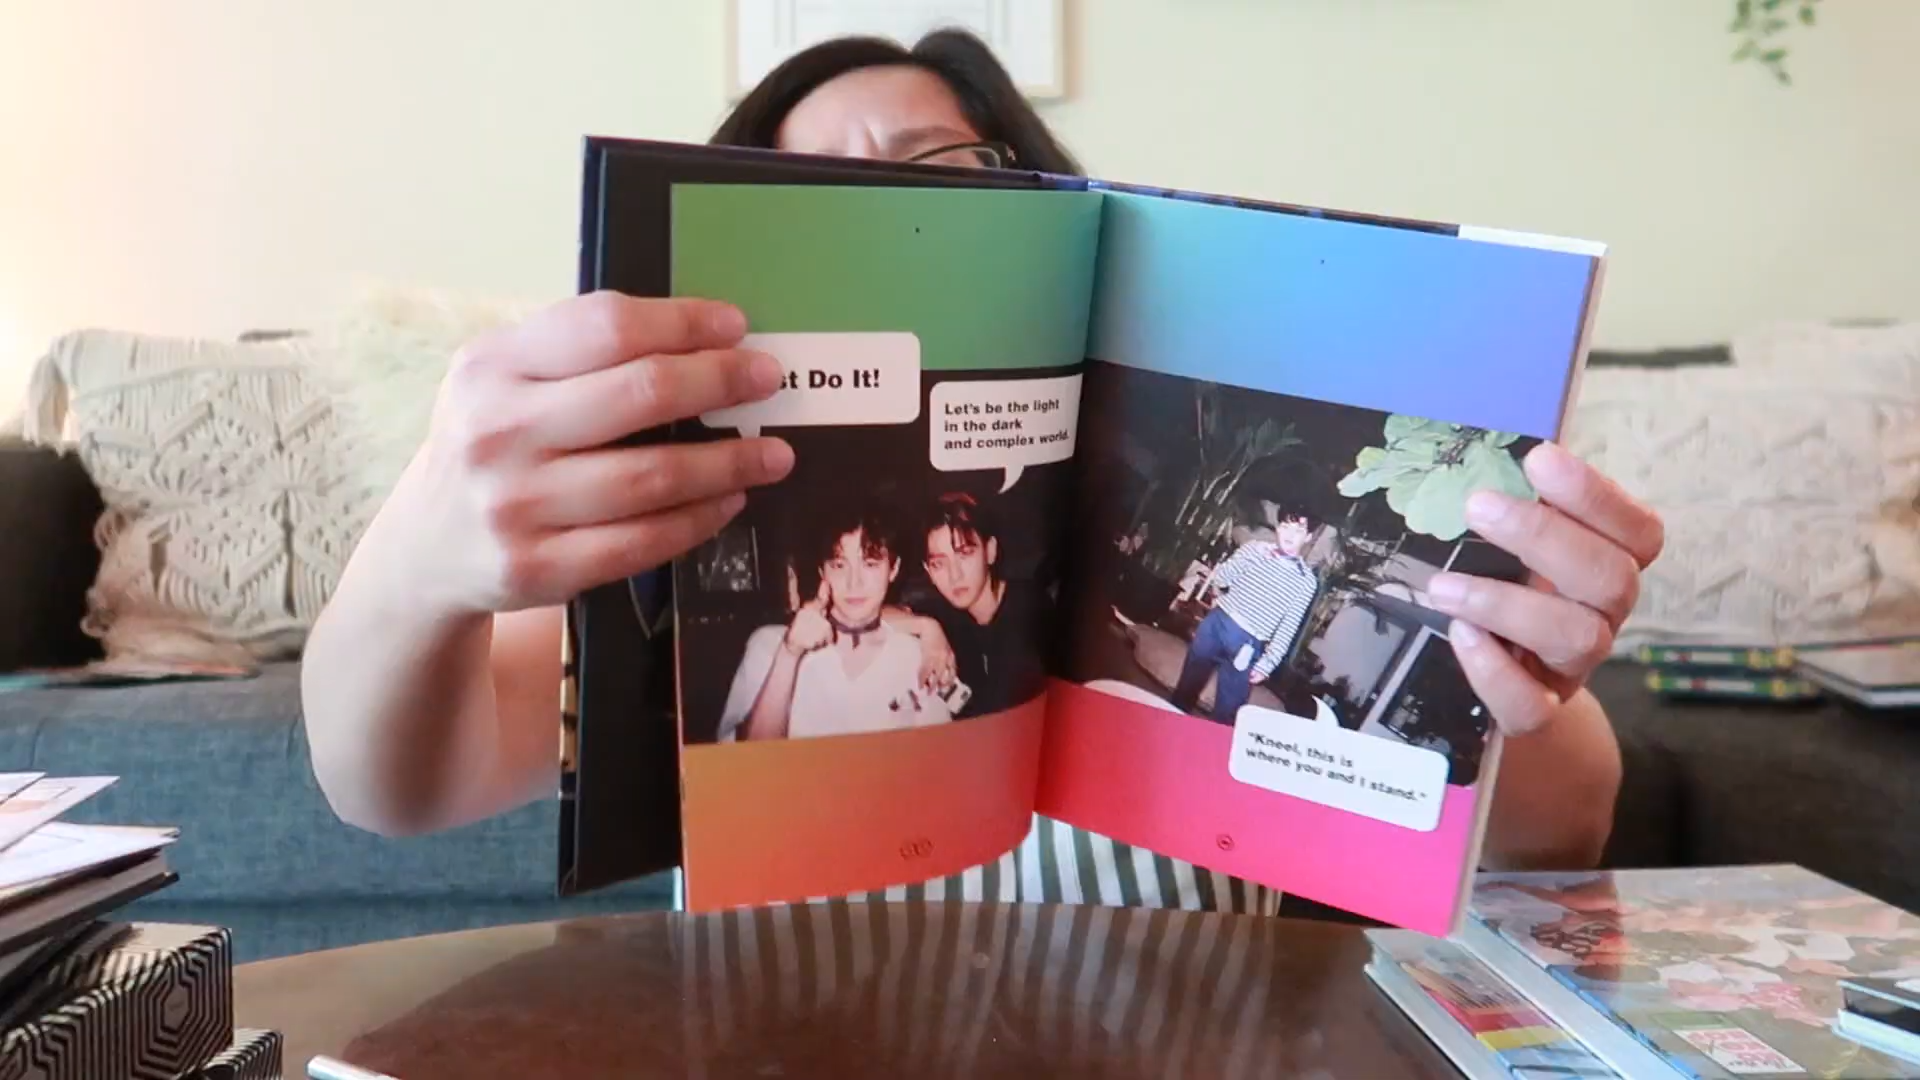 st Do It!
Let's be the light
in the dark
and complex world.
"Kneel, this is
where you and I stand."